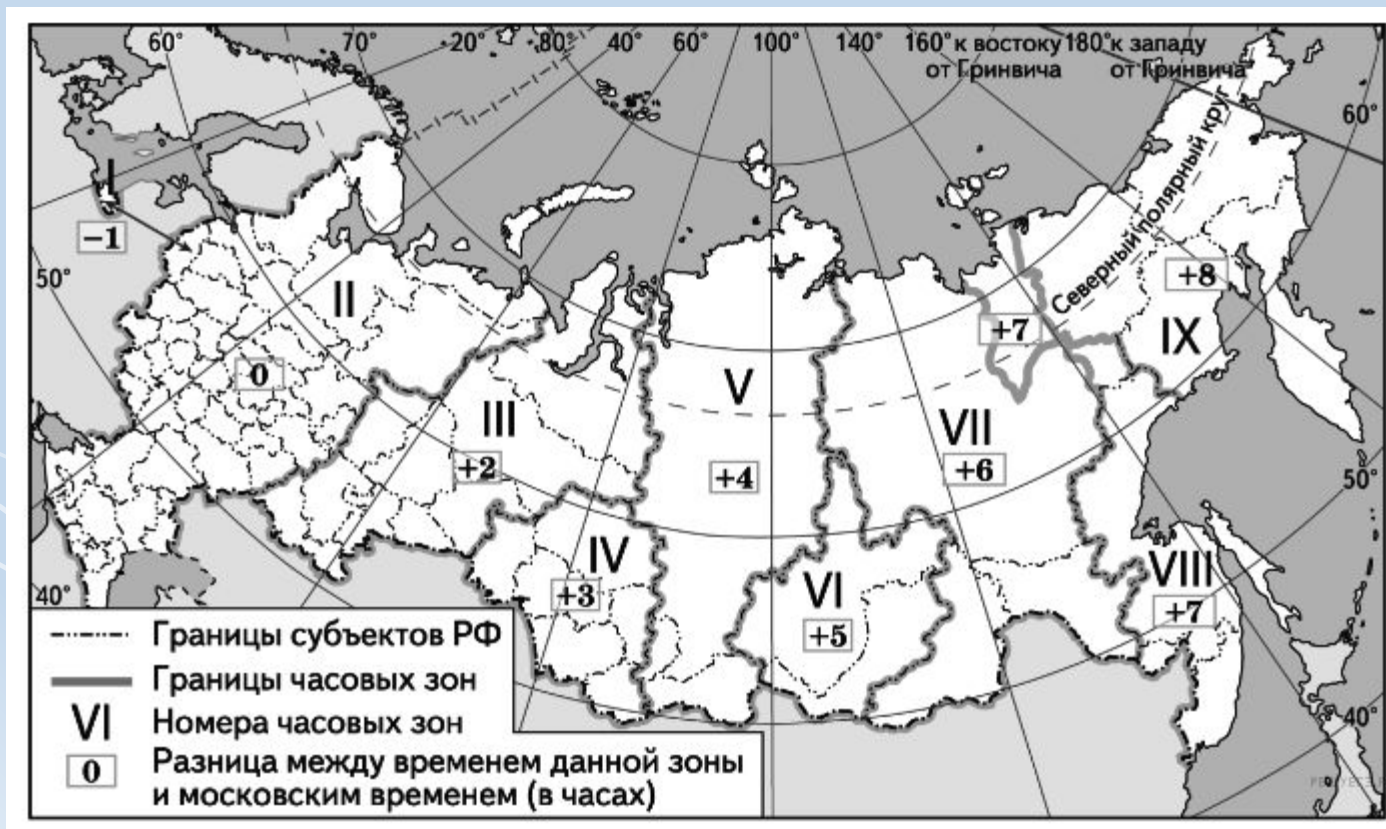 60° 70° 20° 80° 40° 60° 100° 140° 160° к востоку 180° к западу
от Гринвича от Гринвича
60°
Северный полярный круг
I
−1
50°
II
0
III
+2
IV
+3
V
+4
VI
+5
VII
+6
+7
+8
IX
VIII
+7
50°
40°
40°
Границы субъектов РФ
Границы часовых зон
VI Номера часовых зон
0 Разница между временем данной зоны
и московским временем (в часах)